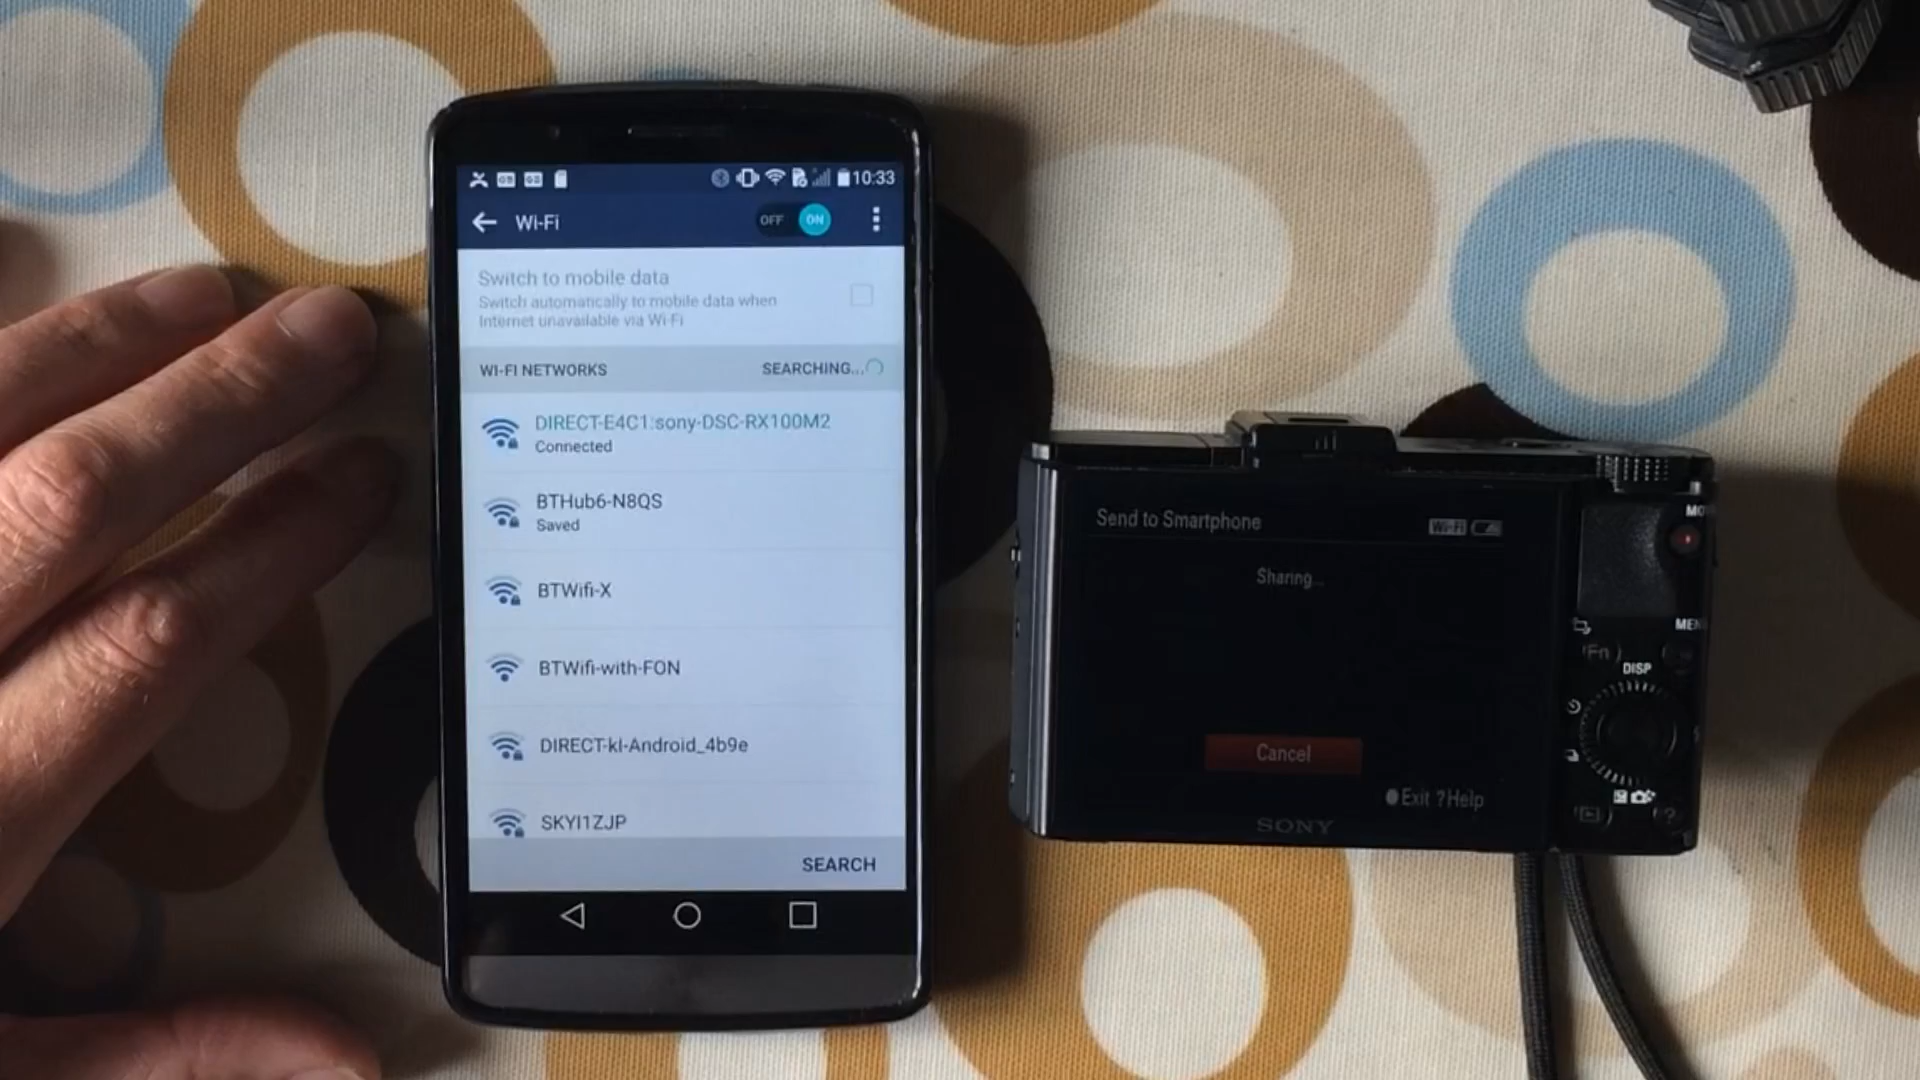 10:33
Wi-Fi
OFF ON
Switch to mobile data
Switch automatically to mobile data when
Internet unavailable via Wi-Fi
WI-FI NETWORKS SEARCHING...
DIRECT-E4C1:sony-DSC-RX100M2
Connected
BTHub6-N8QS
Saved
BTWifi-X
BTWifi-with-FON
DIRECT-kl-Android_4b9e
SKYI1ZJP
SEARCH
Send to Smartphone Wi-Fi
Sharing...
Cancel
Exit ?Help
SONY
MO
MEN
Fn
DISP
?